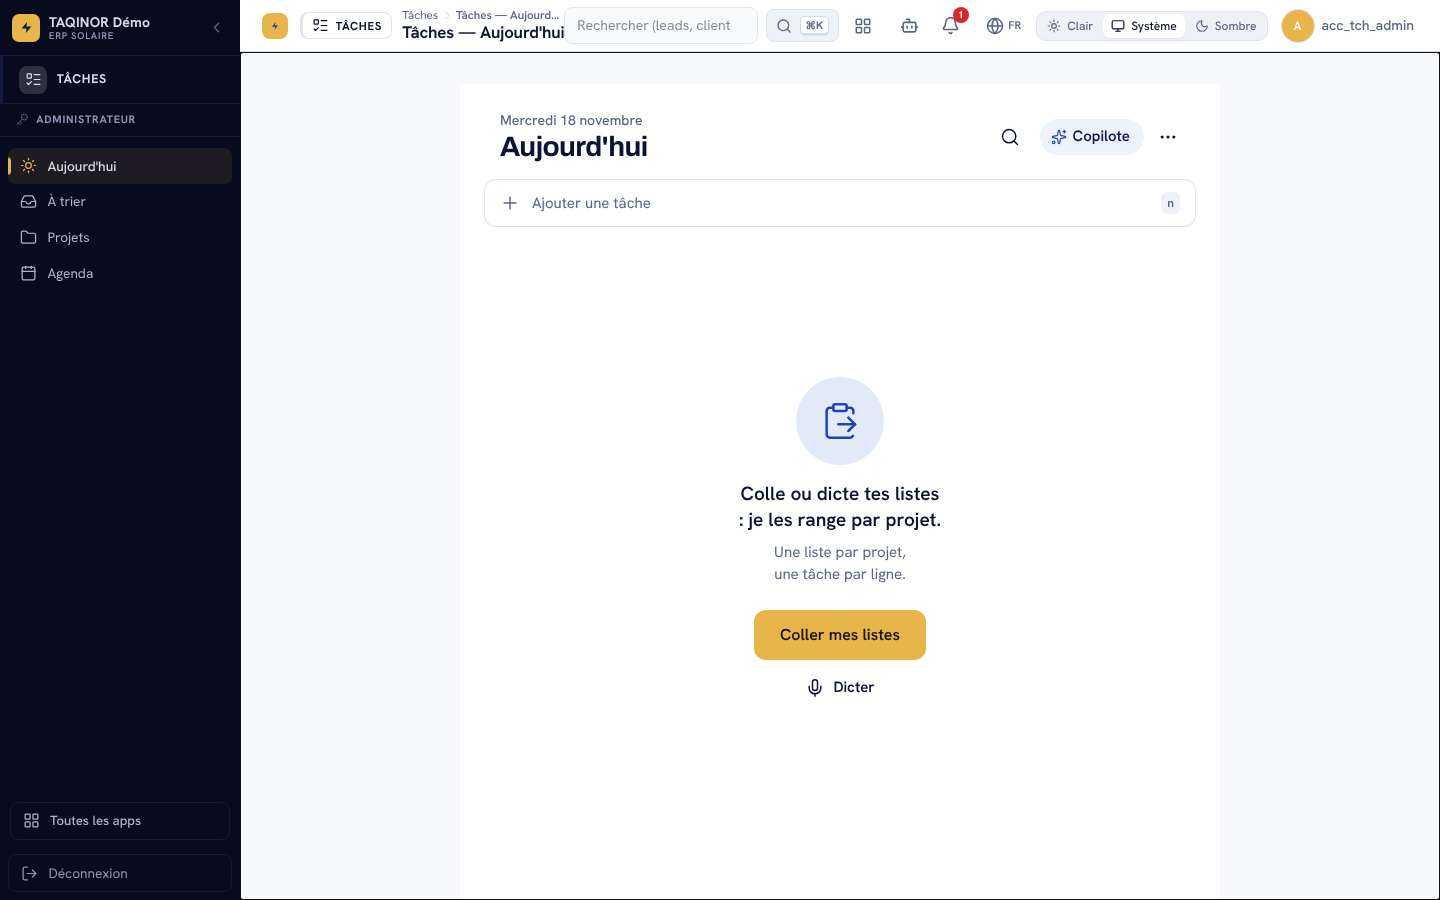 TAQINOR Démo
ERP SOLAIRE
TÂCHES
ADMINISTRATEUR
Aujourd'hui
À trier
Projets
Agenda
Toutes les apps
Déconnexion
TÂCHES
Tâches
Tâches — Aujourd...
Tâches — Aujourd'hui
Rechercher (leads, client
⌘K
1
FR
Clair
Système
Sombre
A
acc_tch_admin
Mercredi 18 novembre
Aujourd'hui
Copilote
Ajouter une tâche
n
Colle ou dicte tes listes
: je les range par projet.
Une liste par projet,
une tâche par ligne.
Coller mes listes
Dicter